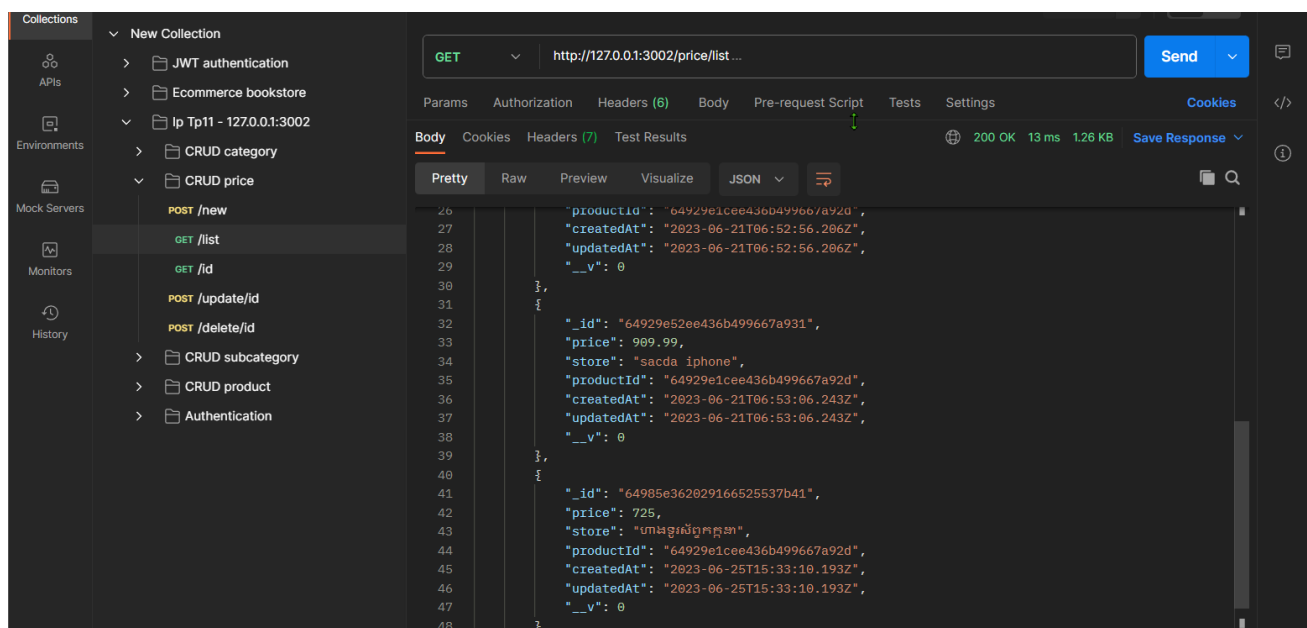 Collections
APIs
Environments
Mock Servers
Monitors
History
New Collection
JWT authentication
Ecommerce bookstore
Ip Tp11 - 127.0.0.1:3002
CRUD category
CRUD price
POST /new
GET /list
GET /id
POST /update/id
POST /delete/id
CRUD subcategory
CRUD product
Authentication
GET http://127.0.0.1:3002/price/list... Send
Params Authorization Headers (6) Body Pre-request Script Tests Settings Cookies
Body Cookies Headers (7) Test Results 200 OK 13 ms 1.26 KB Save Response
Pretty Raw Preview Visualize JSON
26 "productId": "64929e1cee436b499667a92d",
27 "createdAt": "2023-06-21T06:52:56.206Z",
28 "updatedAt": "2023-06-21T06:52:56.206Z",
29 "__v": 0
30 },
31 {
32 "_id": "64929e52ee436b499667a931",
33 "price": 909.99,
34 "store": "sacda iphone",
35 "productId": "64929e1cee436b499667a92d",
36 "createdAt": "2023-06-21T06:53:06.243Z",
37 "updatedAt": "2023-06-21T06:53:06.243Z",
38 "__v": 0
39 },
40 {
41 "_id": "64985e362029166525537b41",
42 "price": 725,
43 "store": "ហាងទូរស័ព្ទ",
44 "productId": "64929e1cee436b499667a92d",
45 "createdAt": "2023-06-25T15:33:10.193Z",
46 "updatedAt": "2023-06-25T15:33:10.193Z",
47 "__v": 0
48 }